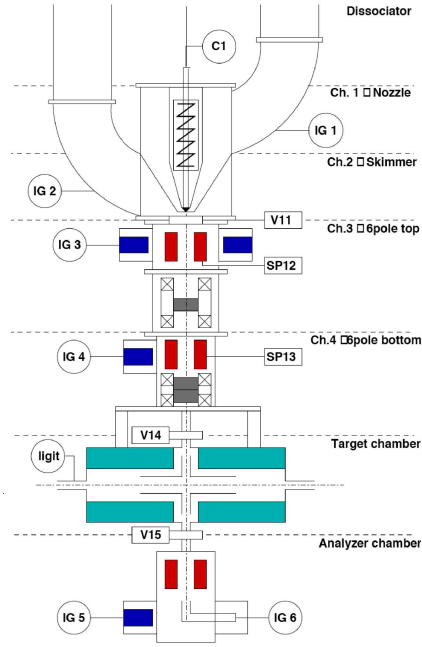 Dissociator
C1
Ch. 1 □ Nozzle
IG 1
Ch.2 □ Skimmer
IG 2
V11
Ch.3 □ 6pole top
IG 3
SP12
Ch.4 □6pole bottom
IG 4
SP13
V14
Target chamber
ligit
V15
Analyzer chamber
IG 5
IG 6